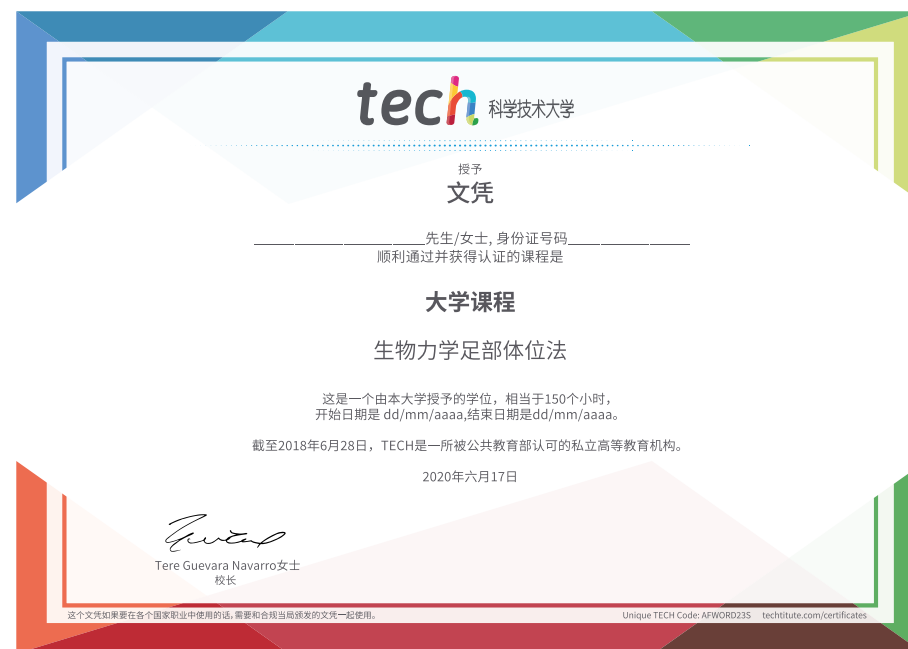 tech 科学技术大学
授予
文凭
____________________先生/女士, 身份证号码_______________
顺利通过并获得认证的课程是
大学课程
生物力学足部体位法
这是一个由本大学授予的学位，相当于150个小时，
开始日期是 dd/mm/aaaa,结束日期是dd/mm/aaaa。
截至2018年6月28日，TECH是一所被公共教育部认可的私立高等教育机构。
2020年六月17日
Tere Guevara Navarro女士
校长
这个文凭如果要在各个国家职业中使用的话,需要和合规当局颁发的文凭一起使用。
Unique TECH Code: AFWORD23S techtitute.com/certificates